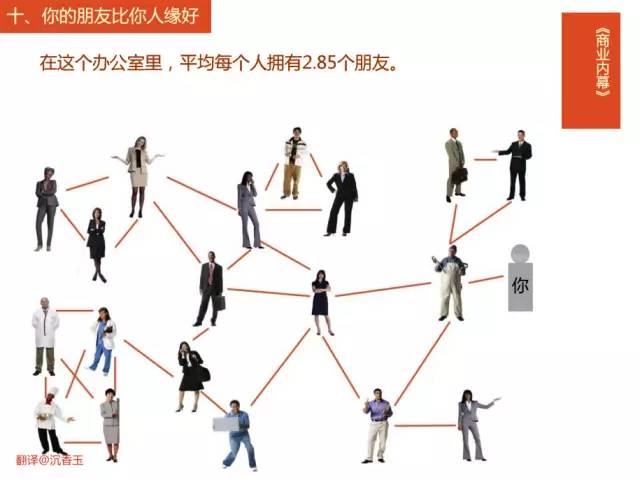 十、你的朋友比你人缘好
《商业内幕》
在这个办公室里，平均每个人拥有2.85个朋友。
你
翻译@沉香玉